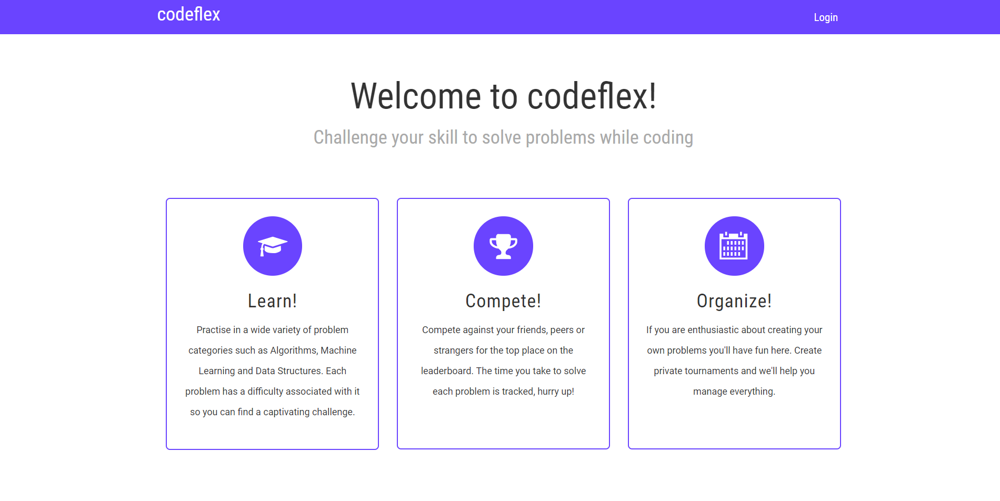 codeflex
Login
Welcome to codeflex!
Challenge your skill to solve problems while coding
Learn!
Practise in a wide variety of problem
categories such as Algorithms, Machine
Learning and Data Structures. Each
problem has a difficulty associated with it
so you can find a captivating challenge.
Compete!
Compete against your friends, peers or
strangers for the top place on the
leaderboard. The time you take to solve
each problem is tracked, hurry up!
Organize!
If you are enthusiastic about creating your
own problems you'll have fun here. Create
private tournaments and we'll help you
manage everything.